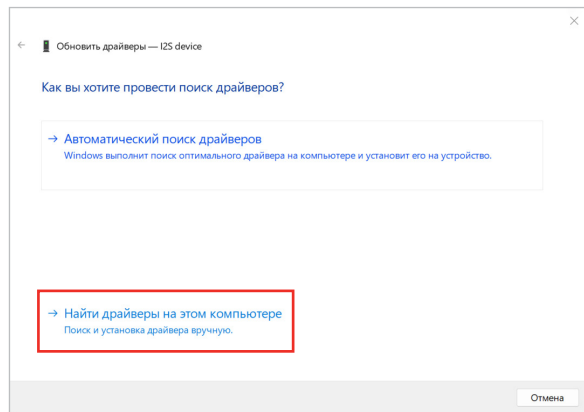 Обновить драйверы — I2S device
Как вы хотите провести поиск драйверов?
Автоматический поиск драйверов
Windows выполнит поиск оптимального драйвера на компьютере и установит его на устройство.
Найти драйверы на этом компьютере
Поиск и установка драйвера вручную.
Отмена